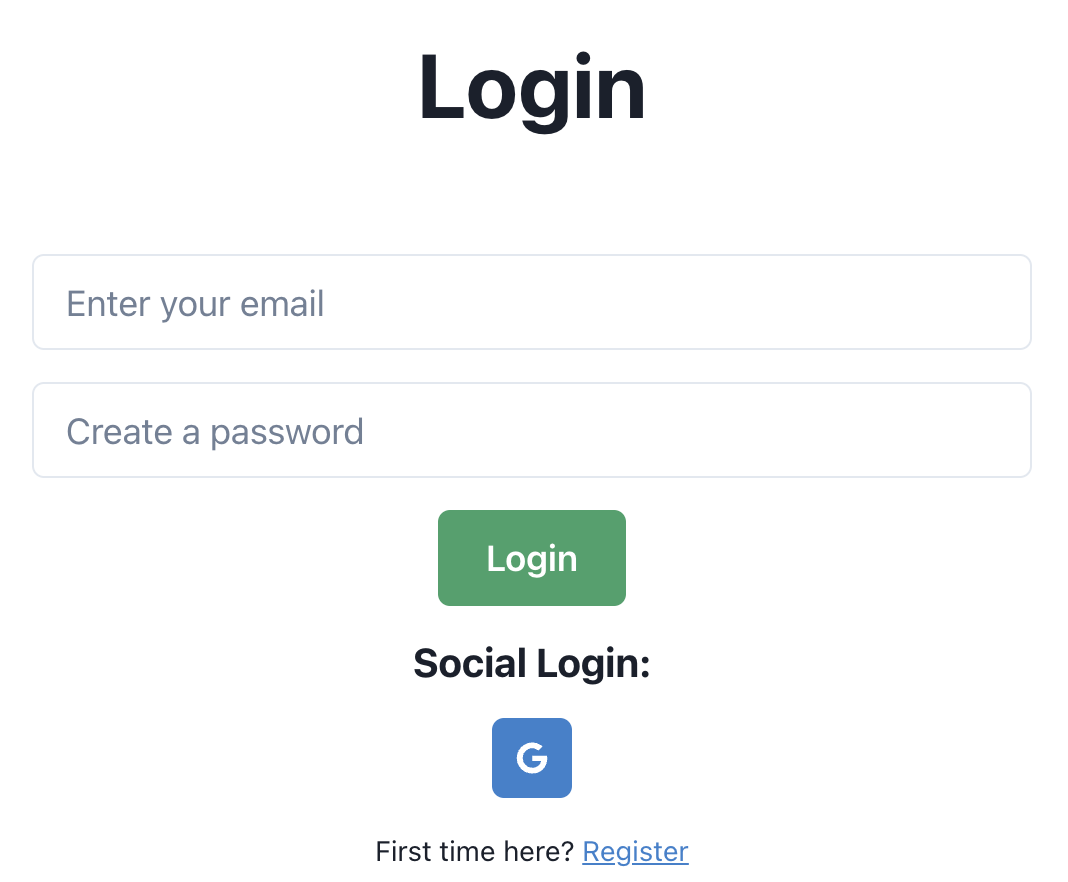 Login
Enter your email
Create a password
Login
Social Login:
G
First time here? Register